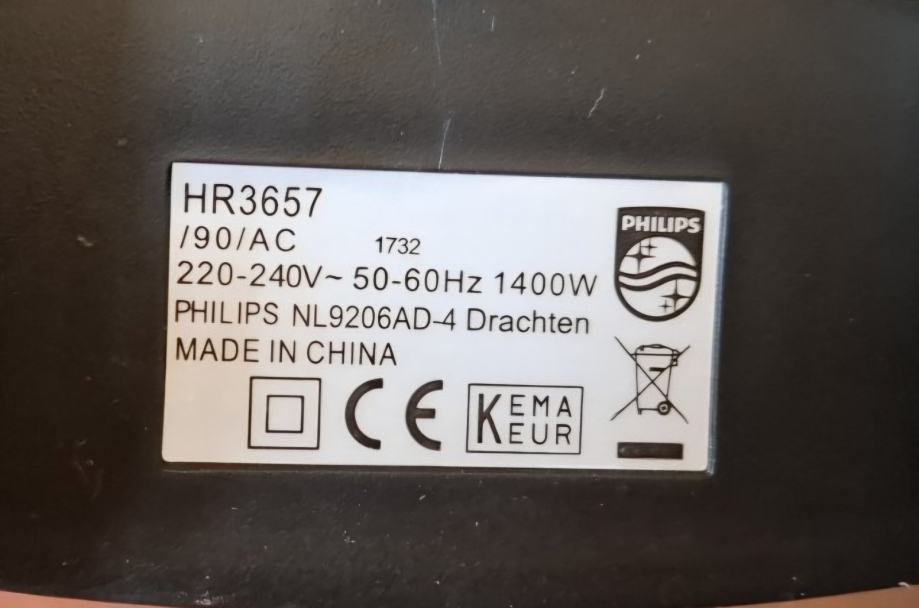 HR3657
/90/AC 1732
220-240V~ 50-60Hz 1400W
PHILIPS NL9206AD-4 Drachten
MADE IN CHINA
PHILIPS
CE
KEMA
KEUR